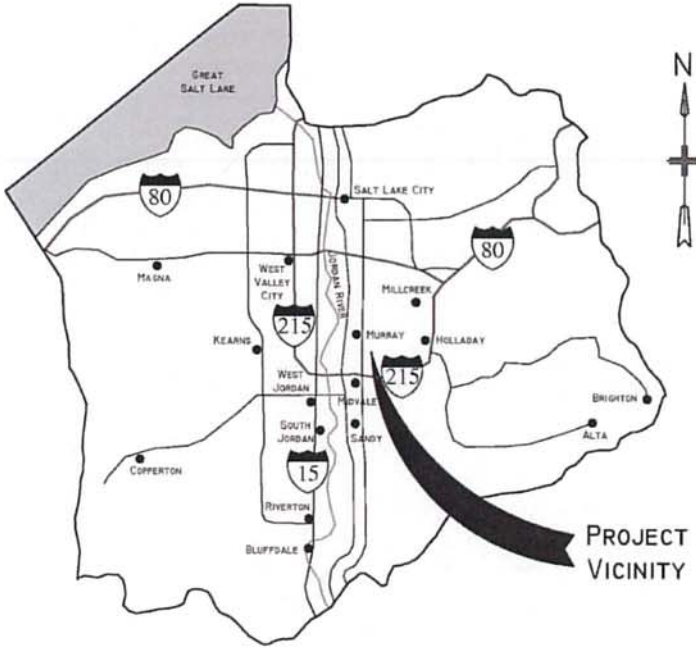 GREAT
SALT LAKE
N
80
SALT LAKE CITY
80
MAGNA
WEST
VALLEY
CITY
JORDAN RIVER
MILLCREEK
215
MURRAY
HOLLADAY
KEARNS
215
WEST
JORDAN
MIDVALE
BRIGHTON
SOUTH
JORDAN
SANDY
ALTA
COPPERTON
15
RIVERTON
BLUFFDALE
PROJECT
VICINITY